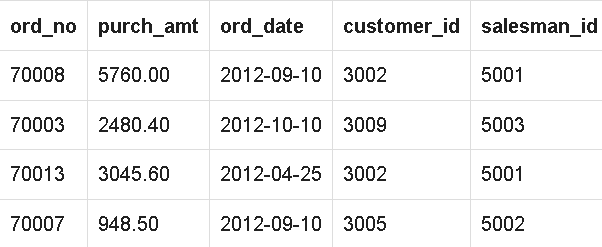 ord_no purch_amt ord_date customer_id salesman_id
70008 5760.00 2012-09-10 3002 5001
70003 2480.40 2012-10-10 3009 5003
70013 3045.60 2012-04-25 3002 5001
70007 948.50 2012-09-10 3005 5002